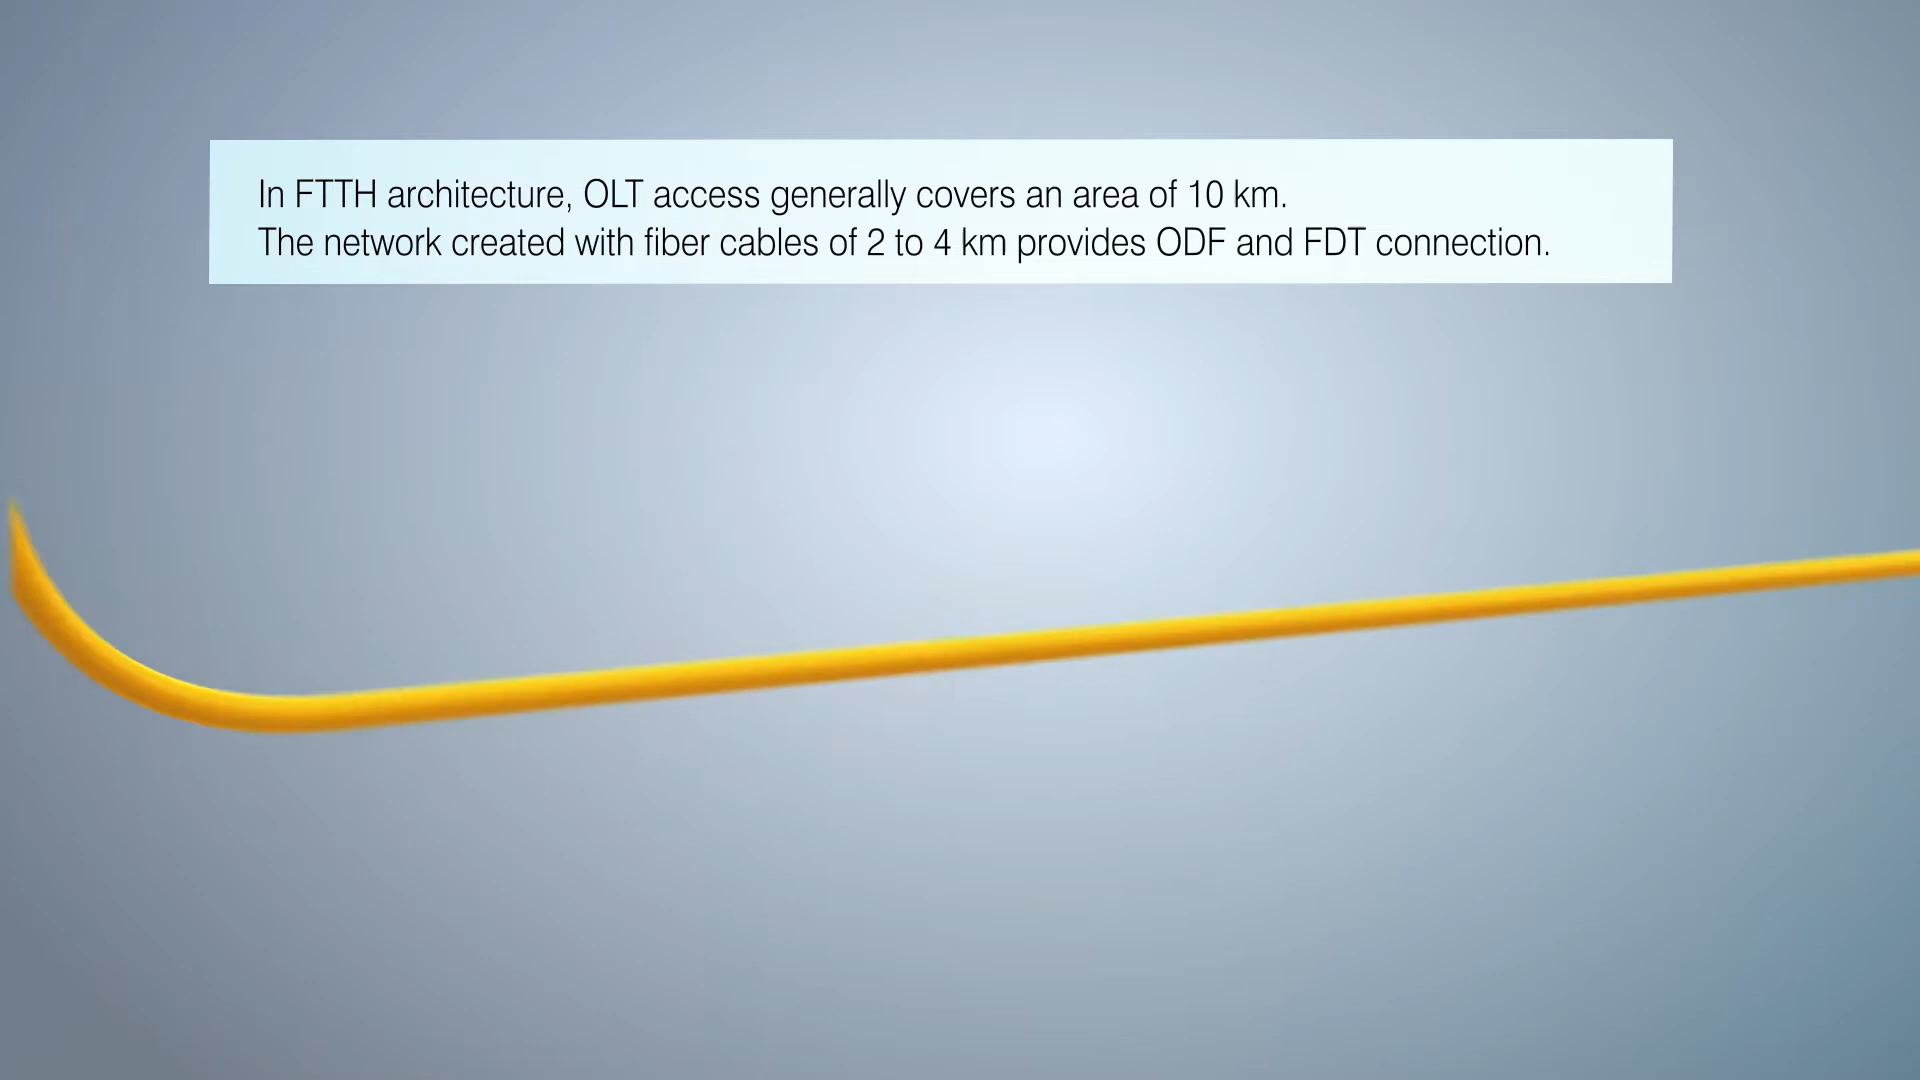 In FTTH architecture, OLT access generally covers an area of 10 km.
The network created with fiber cables of 2 to 4 km provides ODF and FDT connection.